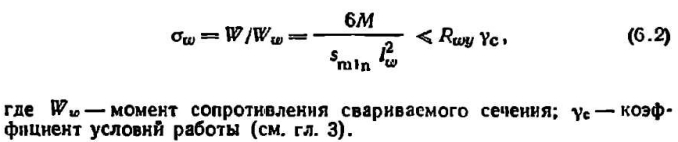 σw = W/Ww = 6M / smin l²w ⩽ Rwy γc, (6.2)
где Ww — момент сопротивления свариваемого сечения; γc — коэф-
фициент условий работы (см. гл. 3).